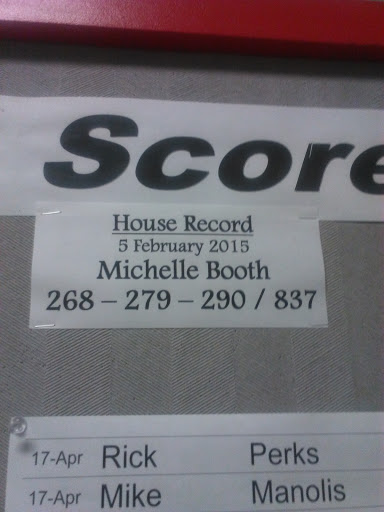 Score
House Record
5 February 2015
Michelle Booth
268 – 279 – 290 / 837
17-Apr Rick Perks
17-Apr Mike Manolis